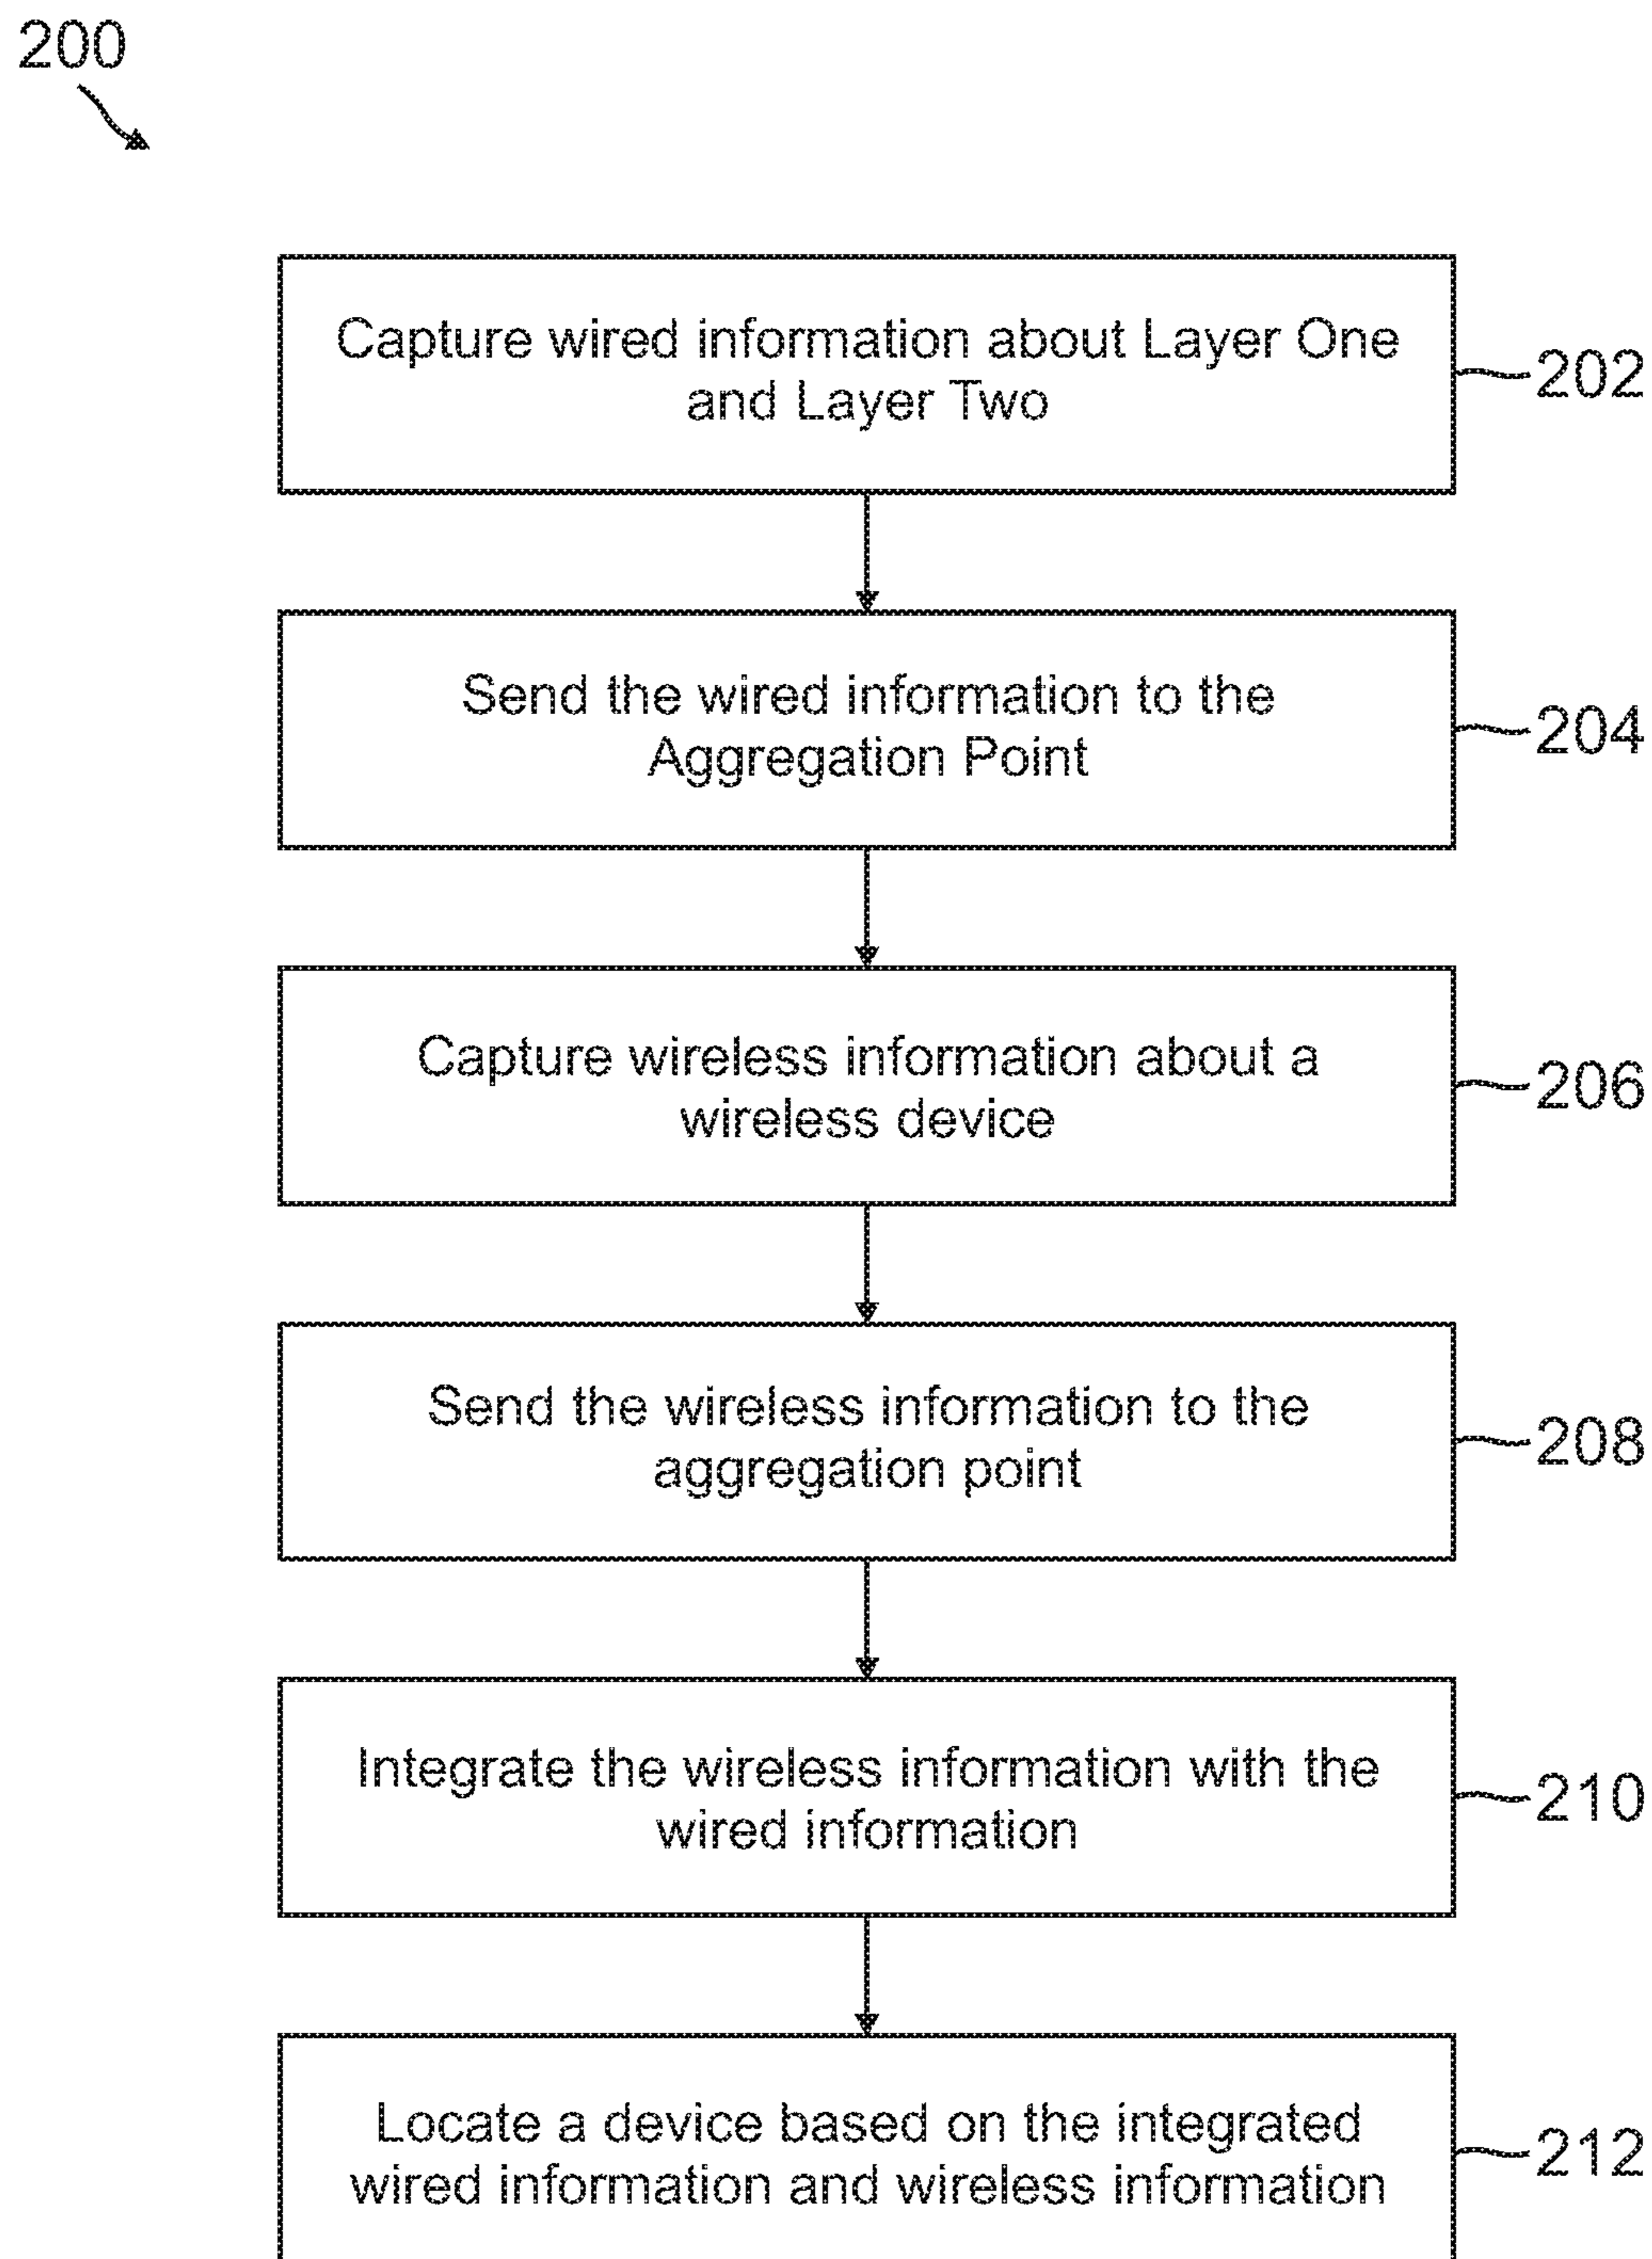 200
Capture wired information about Layer One
and Layer Two
202
Send the wired information to the
Aggregation Point
204
Capture wireless information about a
wireless device
206
Send the wireless information to the
aggregation point
208
Integrate the wireless information with the
wired information
210
Locate a device based on the integrated
wired information and wireless information
212